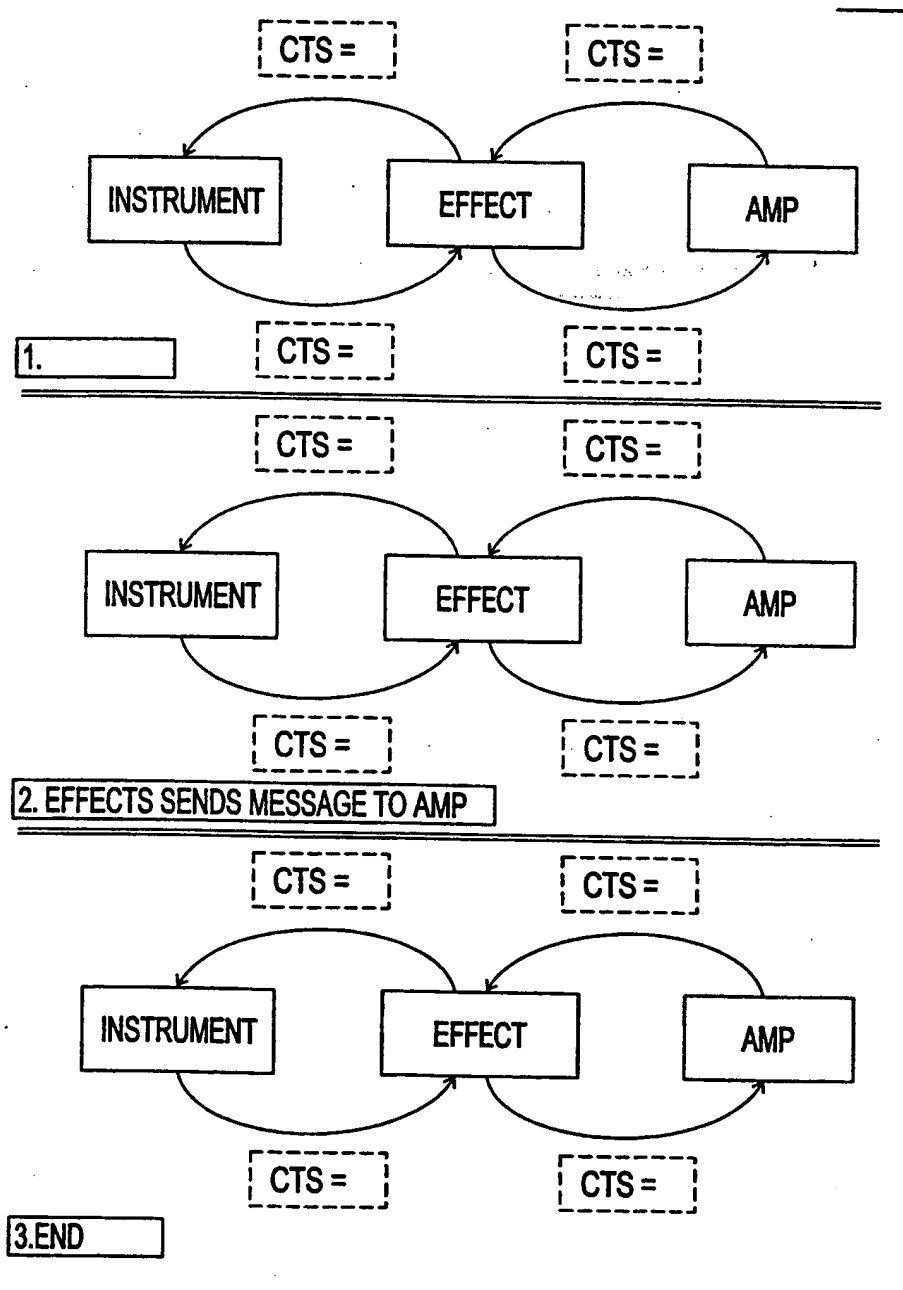 CTS = CTS =
INSTRUMENT EFFECT AMP
CTS = CTS =
1.
CTS = CTS =
INSTRUMENT EFFECT AMP
CTS = CTS =
2. EFFECTS SENDS MESSAGE TO AMP
CTS = CTS =
INSTRUMENT EFFECT AMP
CTS = CTS =
3.END